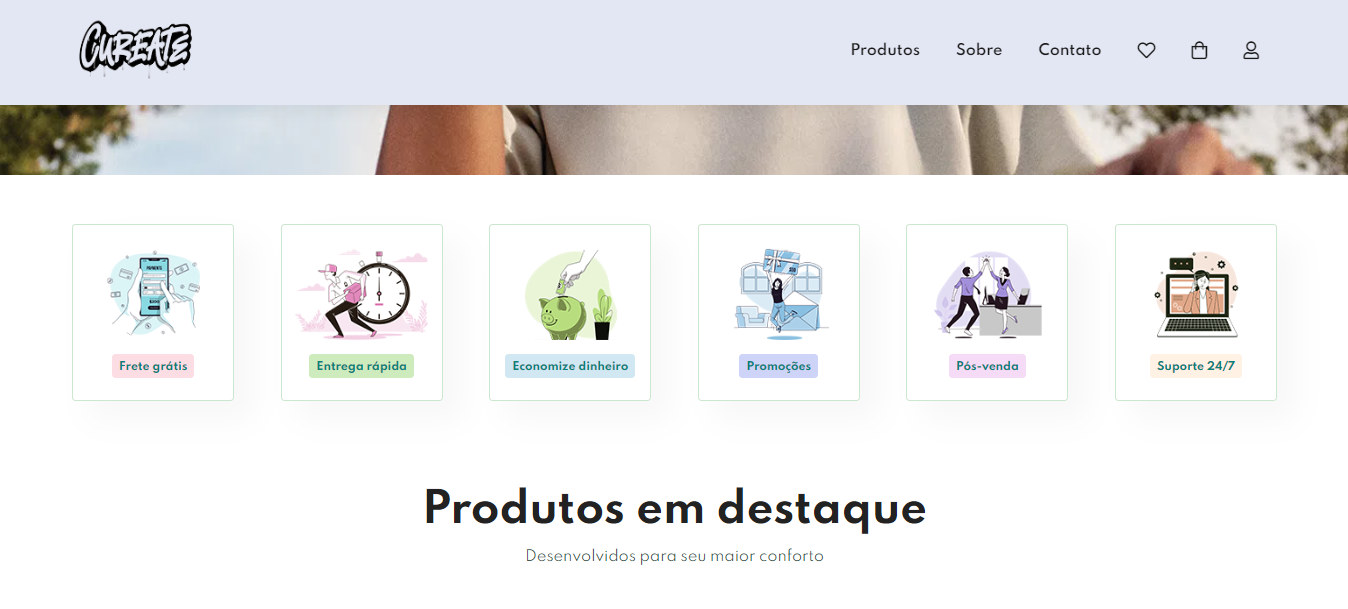 CUREATE
Produtos
Sobre
Contato
PAYMENTS
Frete grátis
Entrega rápida
Economize dinheiro
Promoções
Pós-venda
Suporte 24/7
Produtos em destaque
Desenvolvidos para seu maior conforto